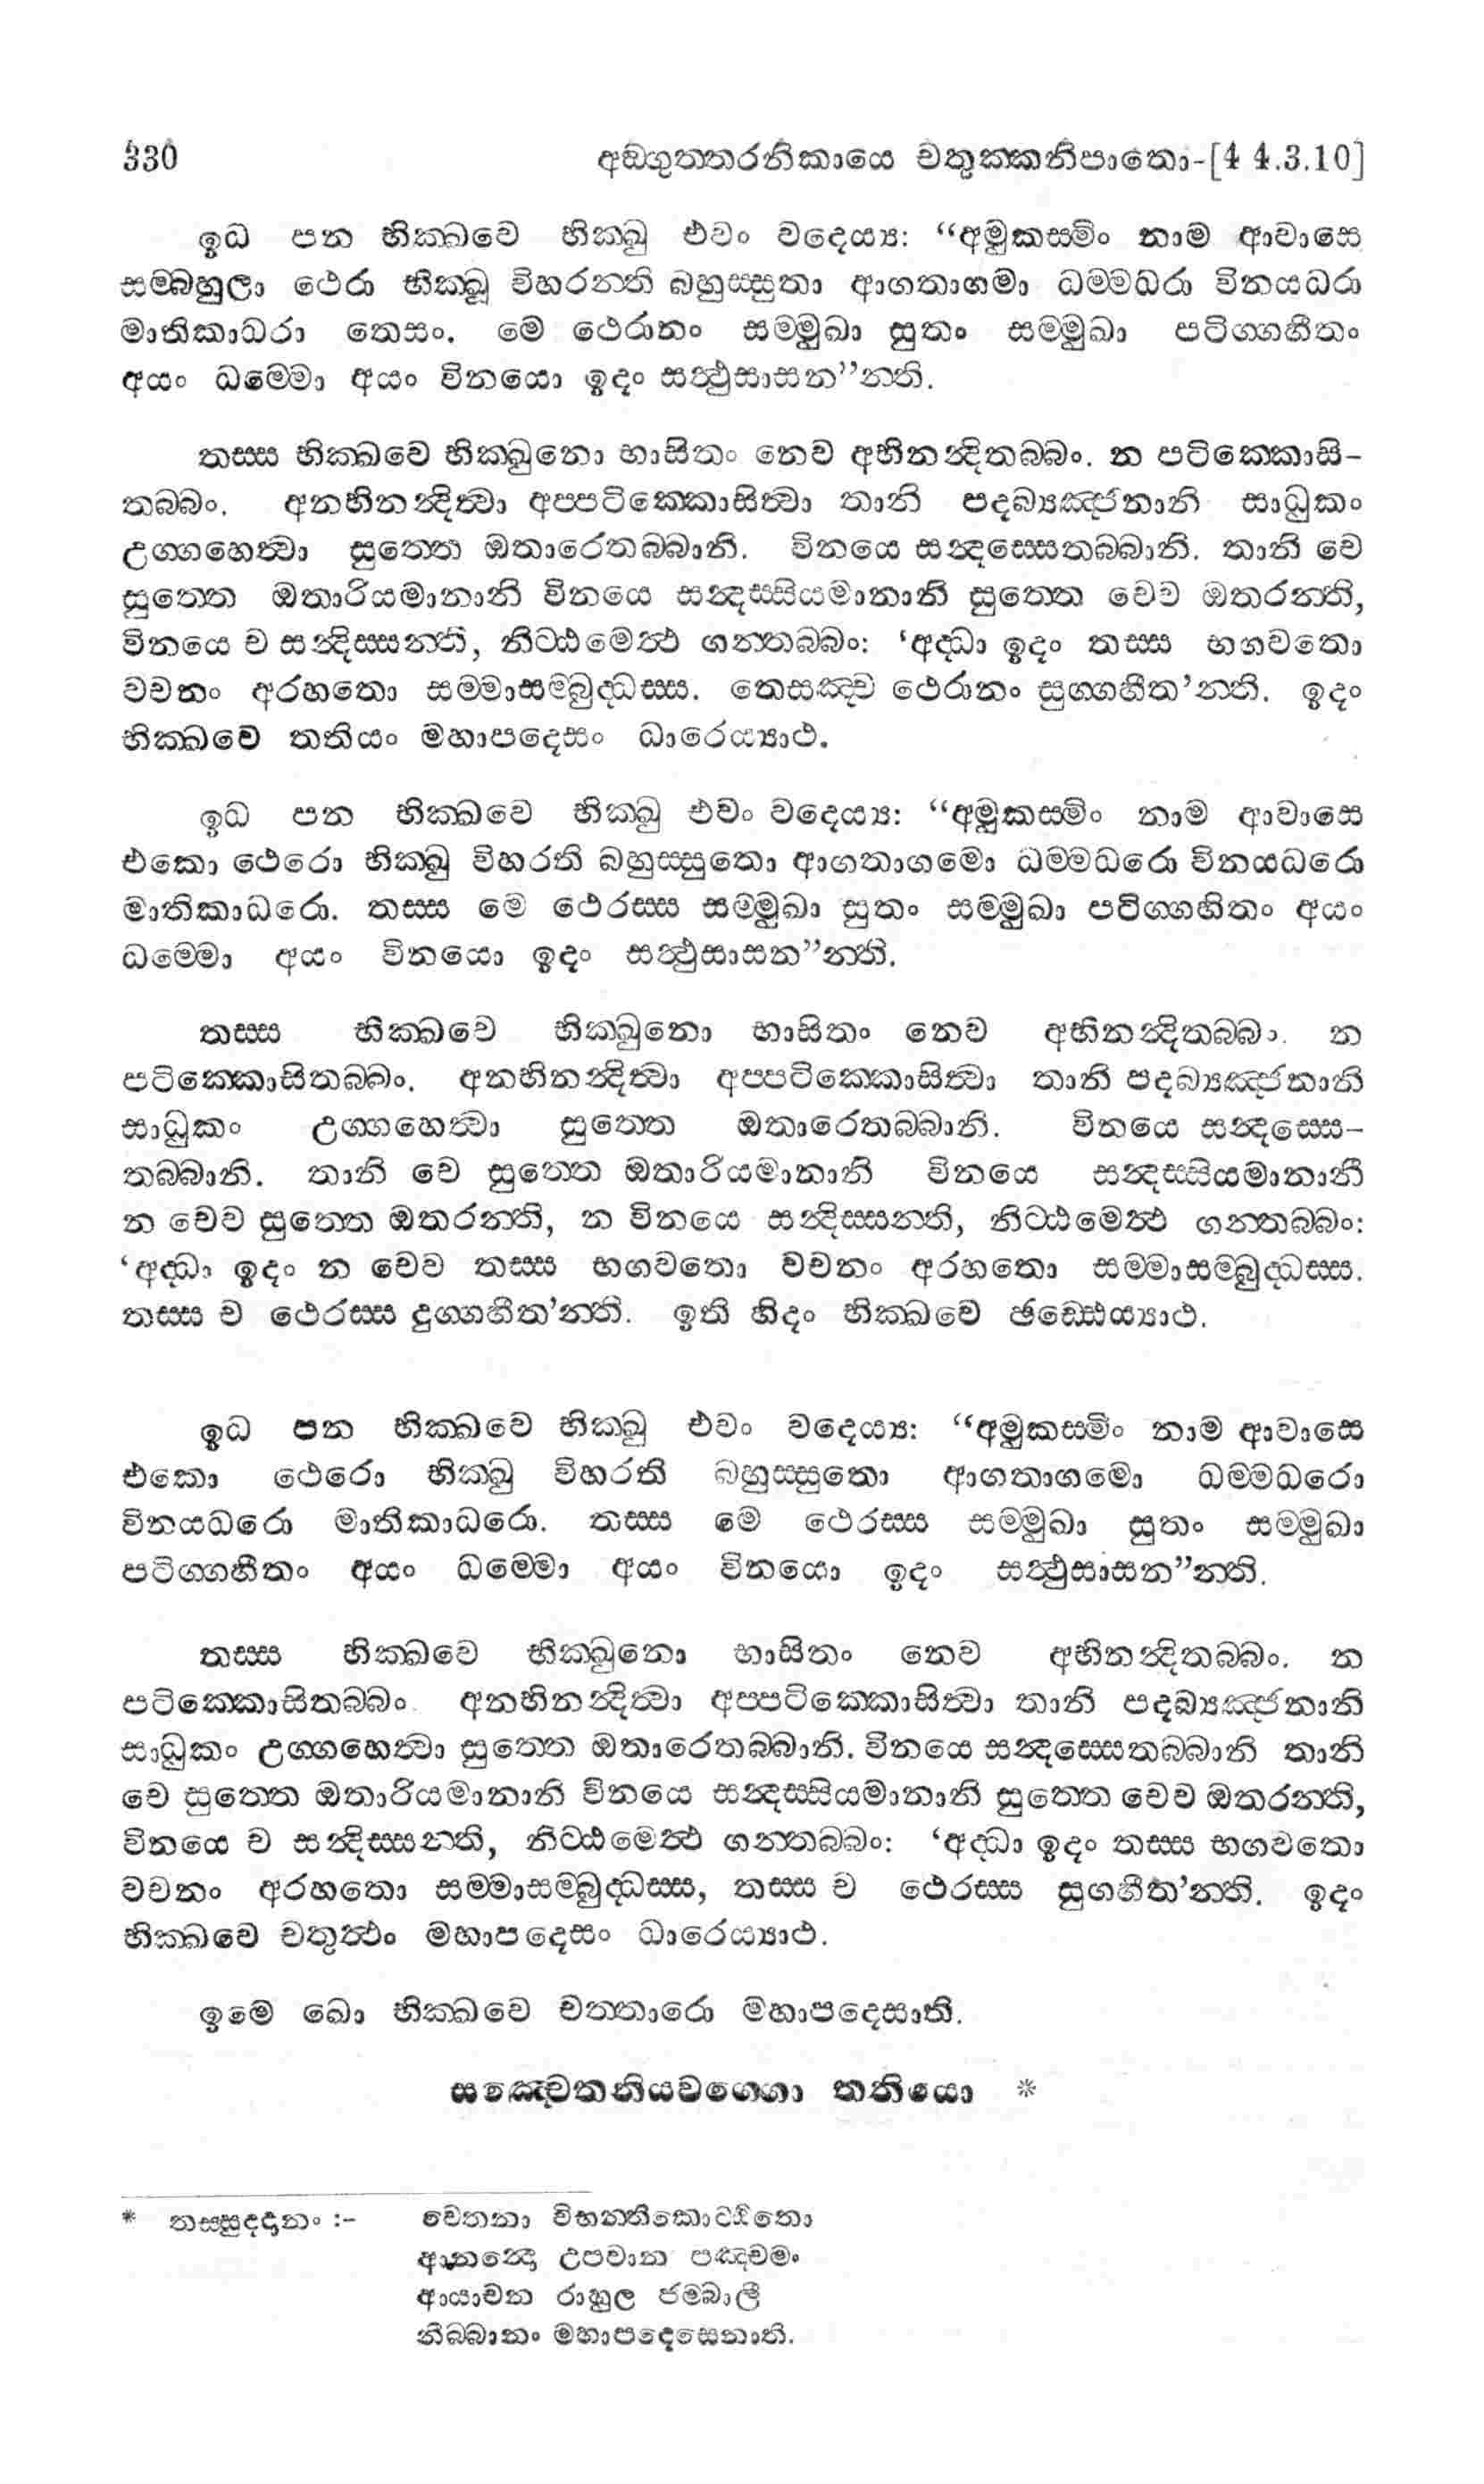 330 අඞ්ගුත්තරනිකායෙ චතුක්කනිපාතො-[4 4.3.10]
ඉධ පන භික්ඛවෙ භික්ඛු එවං වදෙය්‍ය: “අමුකස්මිං නාම ආවාසෙ
සම්බහුලා ථෙරා භික්ඛූ විහරන්ති බහුස්සුතා ආගතාගමා ධම්මධරා විනයධරා
මාතිකාධරා තෙසං. මෙ ථෙරානං සම්මුඛා සුතං සම්මුඛා පටිග්ගහීතං
අයං ධම්මො අයං විනයො ඉදං සත්‍ථුසාසන”න්ති.
තස්ස භික්ඛවෙ භික්ඛුනො භාසිතං නෙව අභිනන්‍දිතබ්බං. න පටික්කොසි-
තබ්බං. අනභින‍න්‍දිත්‍වා අප්පටික්කොසිත්‍වා තානි පදබ්‍යඤ්ජනානි සාධුකං
උග්ගහෙත්‍වා සුත්තෙ ඔතාරෙතබ්බානි. විනයෙ සන්‍දස්සෙතබ්බානි. තානි චෙ
සුත්තෙ ඔතාරියමානානි විනයෙ සන්‍දස්සියමානානි සුත්තෙ චෙව ඔතරන්ති,
විනයෙ ච සන්‍දිස්සන්ති, නිට්ඨමෙත්‍ථ ගන්තබ්බං: ‘අද්ධා ඉදං තස්ස භගවතො
වචනං අරහතො සම්මාසම්බුද්ධස්ස. තෙසඤ්ච ථෙරානං සුග්ගහීත’න්ති. ඉදං
භික්ඛවෙ තතියං මහාපදෙසං ධාරෙය්‍යාථ.
ඉධ පන භික්ඛවෙ භික්ඛු එවං වදෙය්‍ය: “අමුකස්මිං නාම ආවාසෙ
එකො ථෙරො භික්ඛු විහරති බහුස්සුතො ආගතාගමො ධම්මධරො විනයධරො
මාතිකාධරො. තස්ස මෙ ථෙරස්ස සම්මුඛා සුතං සම්මුඛා පටිග්ගහිතං අයං
ධම්මො අයං විනයො ඉදං සත්‍ථුසාසන”න්ති.
තස්ස භික්ඛවෙ භික්ඛුනො භාසිතං නෙව අභිනන්‍දිතබ්බං. න
පටික්කොසිතබ්බං. අනභිනන්‍දිත්‍වා අප්පටික්කොසිත්‍වා තානි පදබ්‍යඤ්ජනානි
සාධුකං උග්ගහෙත්‍වා සුත්තෙ ඔතාරෙතබ්බානි. විනයෙ සන්‍දස්සෙ-
තබ්බානි. තානි චෙ සුත්තෙ ඔතාරියමානානි විනයෙ සන්‍දස්සියමානානි
න චෙව සුත්තෙ ඔතරන්ති, න විනයෙ සන්‍දිස්සන්ති, නිට්ඨමෙත්‍ථ ගන්තබ්බං:
‘අද්ධා ඉදං න චෙව තස්ස භගවතො වචනං අරහතො සම්මාසම්බුද්ධස්ස.
තස්ස ච ථෙරස්ස දුග්ගහීත’න්ති. ඉති හිදං භික්ඛවෙ ඡඩ්ඩෙය්‍යාථ.
ඉධ පන භික්ඛවෙ භික්ඛු එවං වදෙය්‍ය: “අමුකස්මිං නාම ආවාසෙ
එකො ථෙරො භික්ඛු විහරති බහුස්සුතො ආගතාගමො ධම්මධරො
විනයධරො මාතිකාධරො. තස්ස මෙ ථෙරස්ස සම්මුඛා සුතං සම්මුඛා
පටිග්ගහීතං අයං ධම්මො අයං විනයො ඉදං සත්‍ථුසාසන”න්ති.
තස්ස භික්ඛවෙ භික්ඛුනො භාසිතං නෙව අභිනන්‍දිතබ්බං. න
පටික්කොසිතබ්බං. අනභිනන්‍දිත්‍වා අප්පටික්කොසිත්‍වා තානි පදබ්‍යඤ්ජනානි
සාධුකං උග්ගහෙත්‍වා සුත්තෙ ඔතාරෙතබ්බානි. විනයෙ සන්‍දස්සෙතබ්බානි තානි
චෙ සුත්තෙ ඔතාරියමානානි විනයෙ සන්‍දස්සියමානානි සුත්තෙ චෙව ඔතරන්ති,
විනයෙ ච සන්‍දිස්සන්ති, නිට්ඨමෙත්‍ථ ගන්තබ්බං: ‘අද්ධා ඉදං තස්ස භගවතො
වචනං අරහතො සම්මාසම්බුද්ධස්ස, තස්ස ච ථෙරස්ස සුගහීත’න්ති. ඉදං
භික්ඛවෙ චතුත්‍ථං මහාපදෙසං ධාරෙය්‍යාථ.
ඉමෙ ඛො භික්ඛවෙ චත්තාරො මහාපදෙසාති.
සඤ්චෙතනියවග්ගො තතියො *
* තස්සුද්දානං :- චෙතනා විභත්තිකොට්ඨිතො
ආනන්‍දො උපවාන පඤ්චමං
ආයාචන රාහුල ජම්බාලී
නිබ්බානං මහාපදෙසෙනාති.